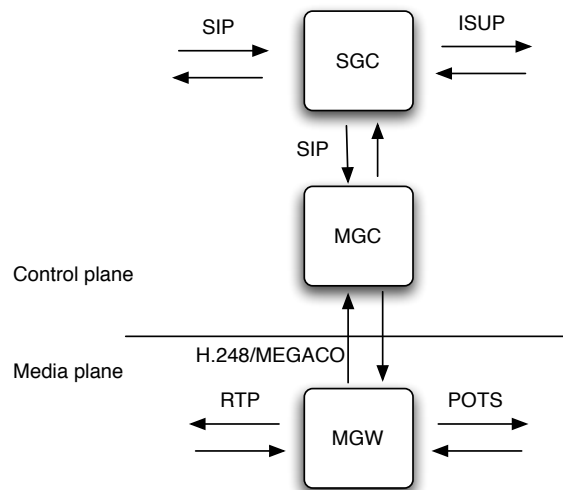 SIP
ISUP
SGC
SIP
MGC
Control plane
H.248/MEGACO
Media plane
RTP
POTS
MGW